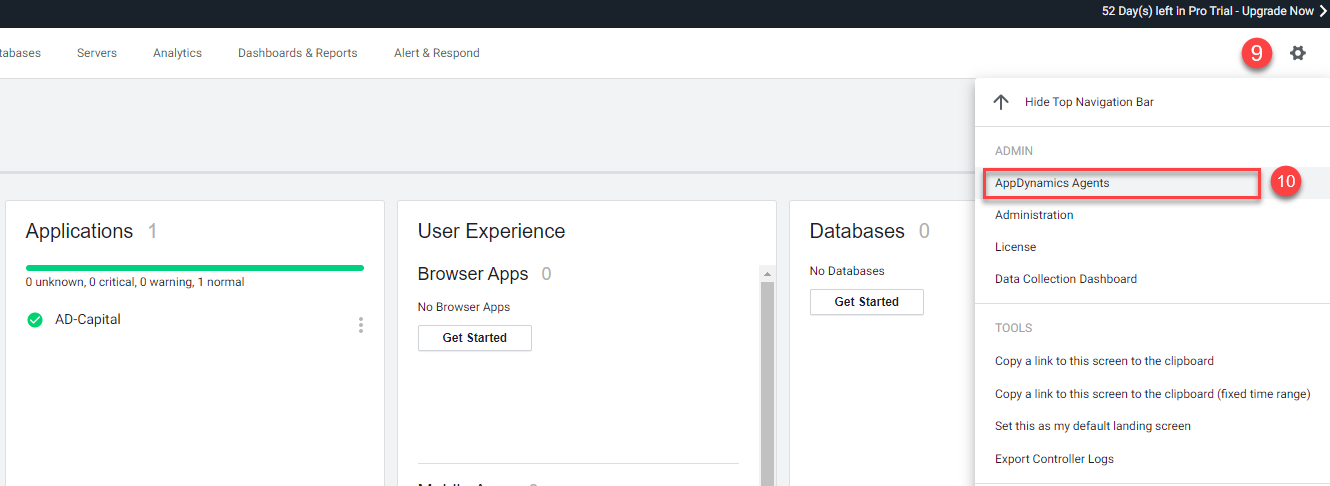 52 Day(s) left in Pro Trial - Upgrade Now
tabases Servers Analytics Dashboards & Reports Alert & Respond 9
Hide Top Navigation Bar
ADMIN
AppDynamics Agents 10
Administration
License
Data Collection Dashboard
TOOLS
Copy a link to this screen to the clipboard
Copy a link to this screen to the clipboard (fixed time range)
Set this as my default landing screen
Export Controller Logs
Applications 1
0 unknown, 0 critical, 0 warning, 1 normal
AD-Capital
User Experience
Browser Apps 0
No Browser Apps
Get Started
Databases 0
No Databases
Get Started